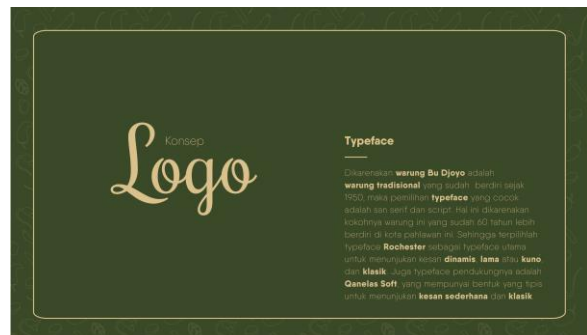 Konsep
Logo
Typeface
Dikarenakan warung Bu Djoyo adalah
warung tradisional yang sudah berdiri sejak
1950, maka pemilihan typeface yang cocok
adalah san serif dan script. Hal ini dikarenakan
kokohnya warung ini yang sudah 60 tahun lebih
berdiri di kota pahlawan ini. Sehingga terpilihlah
typeface Rochester sebagai typeface utama
untuk menunjukan kesan dinamis, lama atau kuno
dan klasik. Juga typeface pendukungnya adalah
Qanelas Soft, yang mempunyai bentuk yang tipis
untuk menunjukan kesan sederhana dan klasik